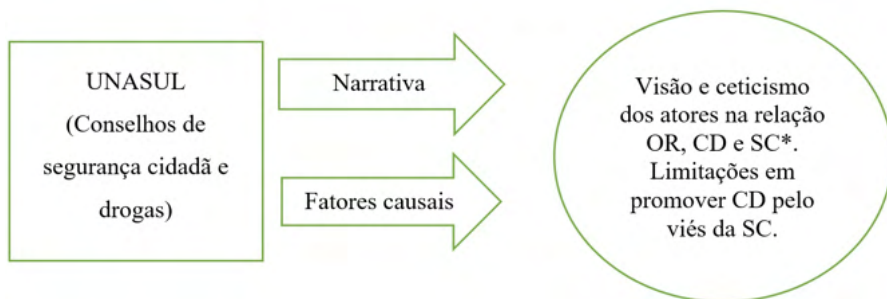 UNASUL
(Conselhos de
segurança cidadã e
drogas)
Narrativa
Fatores causais
Visão e ceticismo
dos atores na relação
OR, CD e SC*.
Limitações em
promover CD pelo
viés da SC.